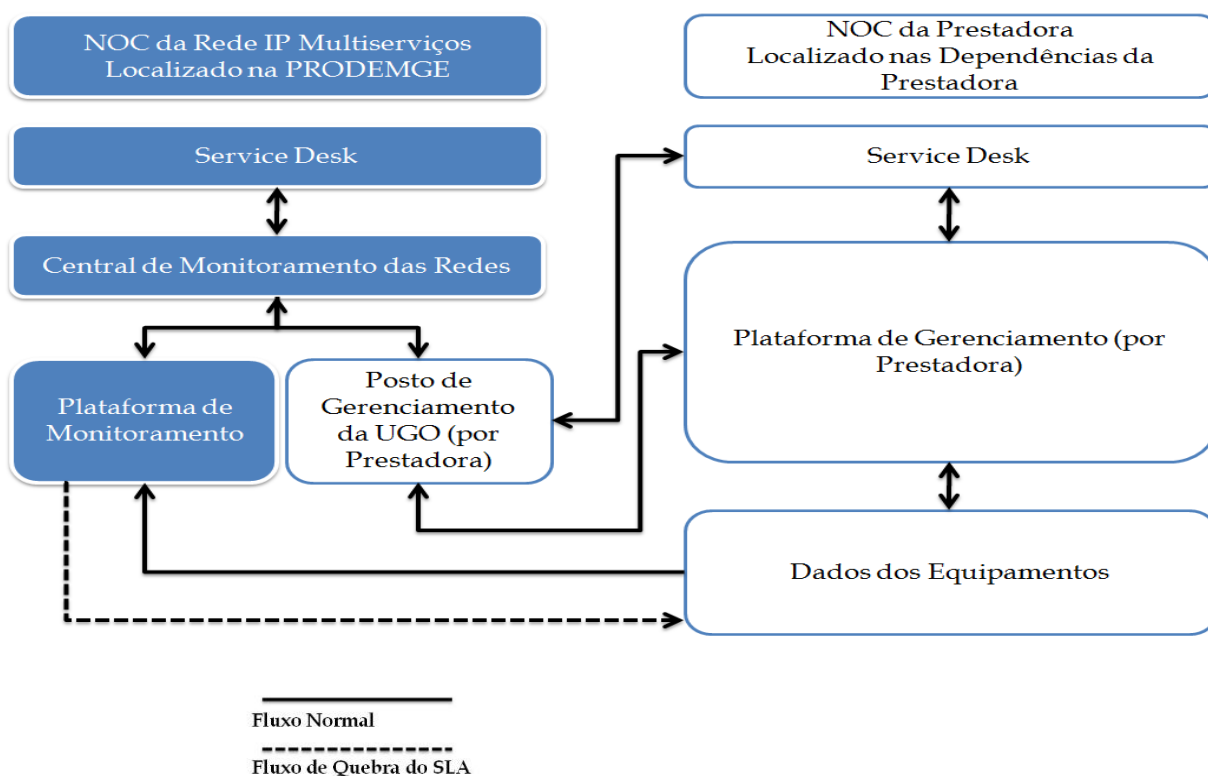 NOC da Rede IP Multiserviços
Localizado na PRODEMGE
NOC da Prestadora
Localizado nas Dependências da
Prestadora
Service Desk
Service Desk
Central de Monitoramento das Redes
Plataforma de Gerenciamento (por
Prestadora)
Plataforma de
Monitoramento
Posto de
Gerenciamento
da UGO (por
Prestadora)
Dados dos Equipamentos
Fluxo Normal
Fluxo de Quebra do SLA